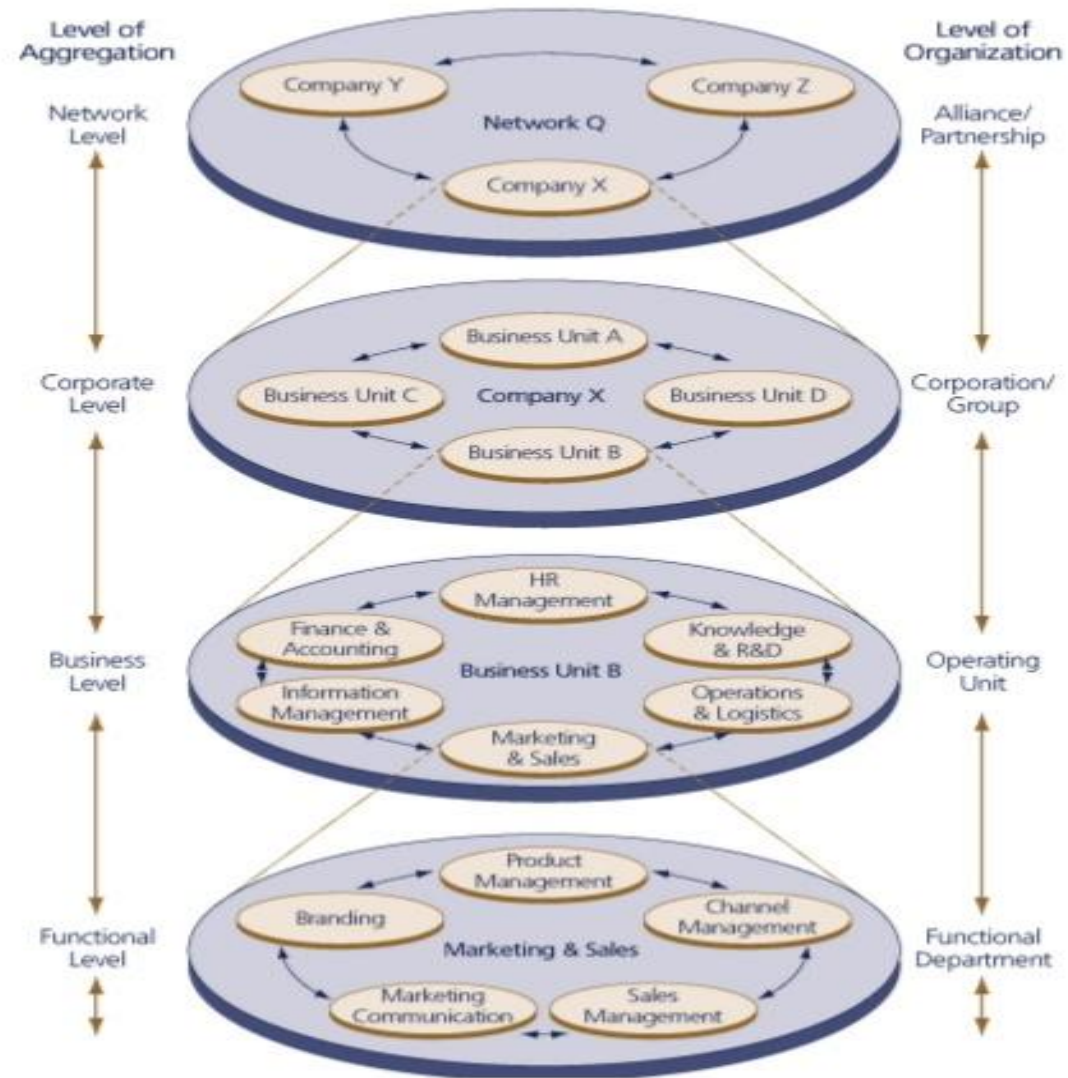 Level of
Aggregation
Level of
Organization
Network
Level
Alliance/
Partnership
Company Y
Company Z
Network Q
Company X
Corporate
Level
Corporation/
Group
Business Unit A
Business Unit C
Company X
Business Unit D
Business Unit B
Business
Level
Operating
Unit
HR
Management
Finance &
Accounting
Knowledge
& R&D
Business Unit B
Information
Management
Operations
& Logistics
Marketing
& Sales
Functional
Level
Functional
Department
Product
Management
Branding
Channel
Management
Marketing & Sales
Marketing
Communication
Sales
Management